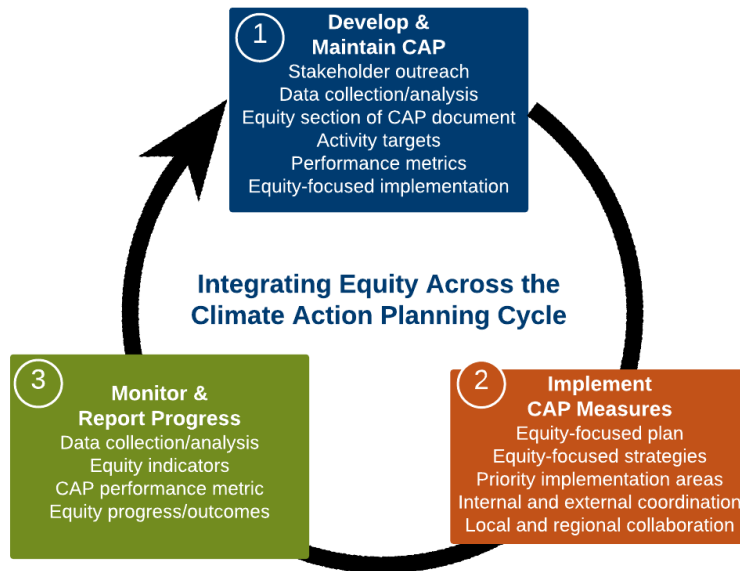 1
Develop &
Maintain CAP
Stakeholder outreach
Data collection/analysis
Equity section of CAP document
Activity targets
Performance metrics
Equity-focused implementation
Integrating Equity Across the
Climate Action Planning Cycle
2
Implement
CAP Measures
Equity-focused plan
Equity-focused strategies
Priority implementation areas
Internal and external coordination
Local and regional collaboration
3
Monitor &
Report Progress
Data collection/analysis
Equity indicators
CAP performance metric
Equity progress/outcomes